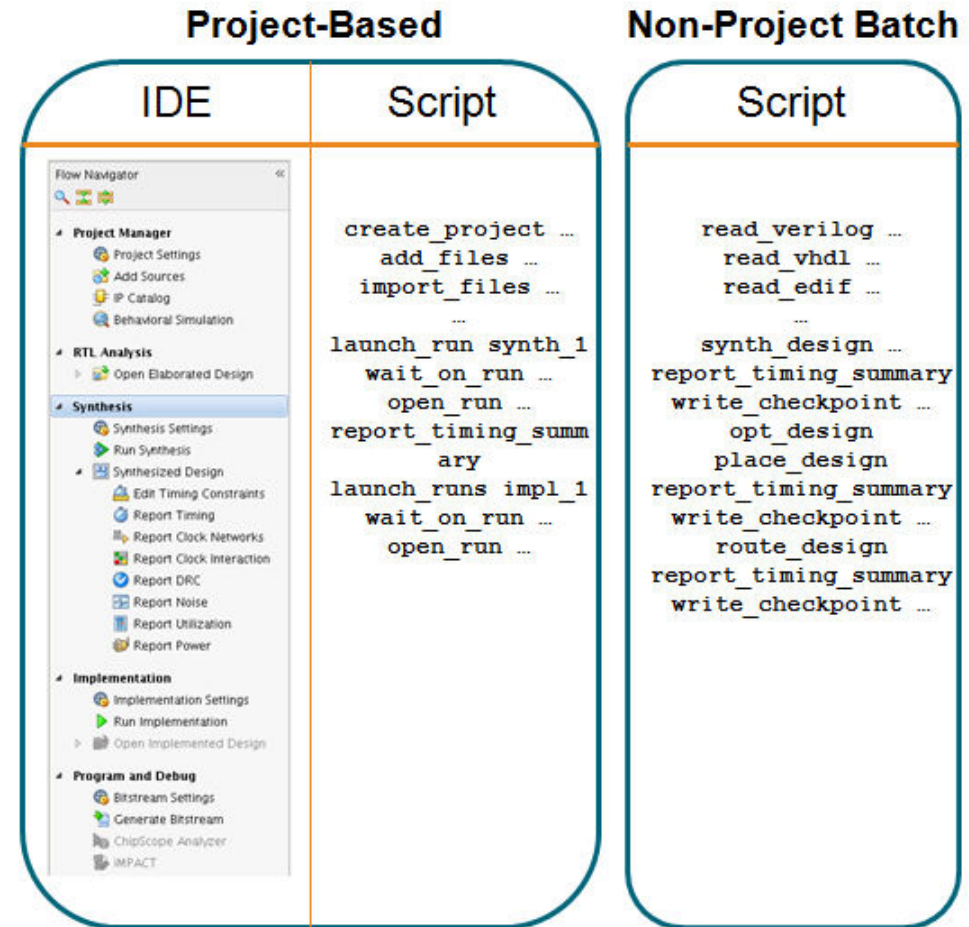 Project-Based
Non-Project Batch
IDE
Script
Script
Flow Navigator
«
Project Manager
Project Settings
Add Sources
IP Catalog
Behavioral Simulation
RTL Analysis
Open Elaborated Design
Synthesis
Synthesis Settings
Run Synthesis
Synthesized Design
Edit Timing Constraints
Report Timing
Report Clock Networks
Report Clock Interaction
Report DRC
Report Noise
Report Utilization
Report Power
Implementation
Implementation Settings
Run Implementation
Open Implemented Design
Program and Debug
Bitstream Settings
Generate Bitstream
ChipScope Analyzer
iMPACT
create_project …
add_files …
import_files …
…
launch_run synth_1
wait_on_run …
open_run …
report_timing_summ
ary
launch_runs impl_1
wait_on_run …
open_run …
read_verilog …
read_vhdl …
read_edif …
…
synth_design …
report_timing_summary
write_checkpoint …
opt_design
place_design
report_timing_summary
write_checkpoint …
route_design
report_timing_summary
write_checkpoint …